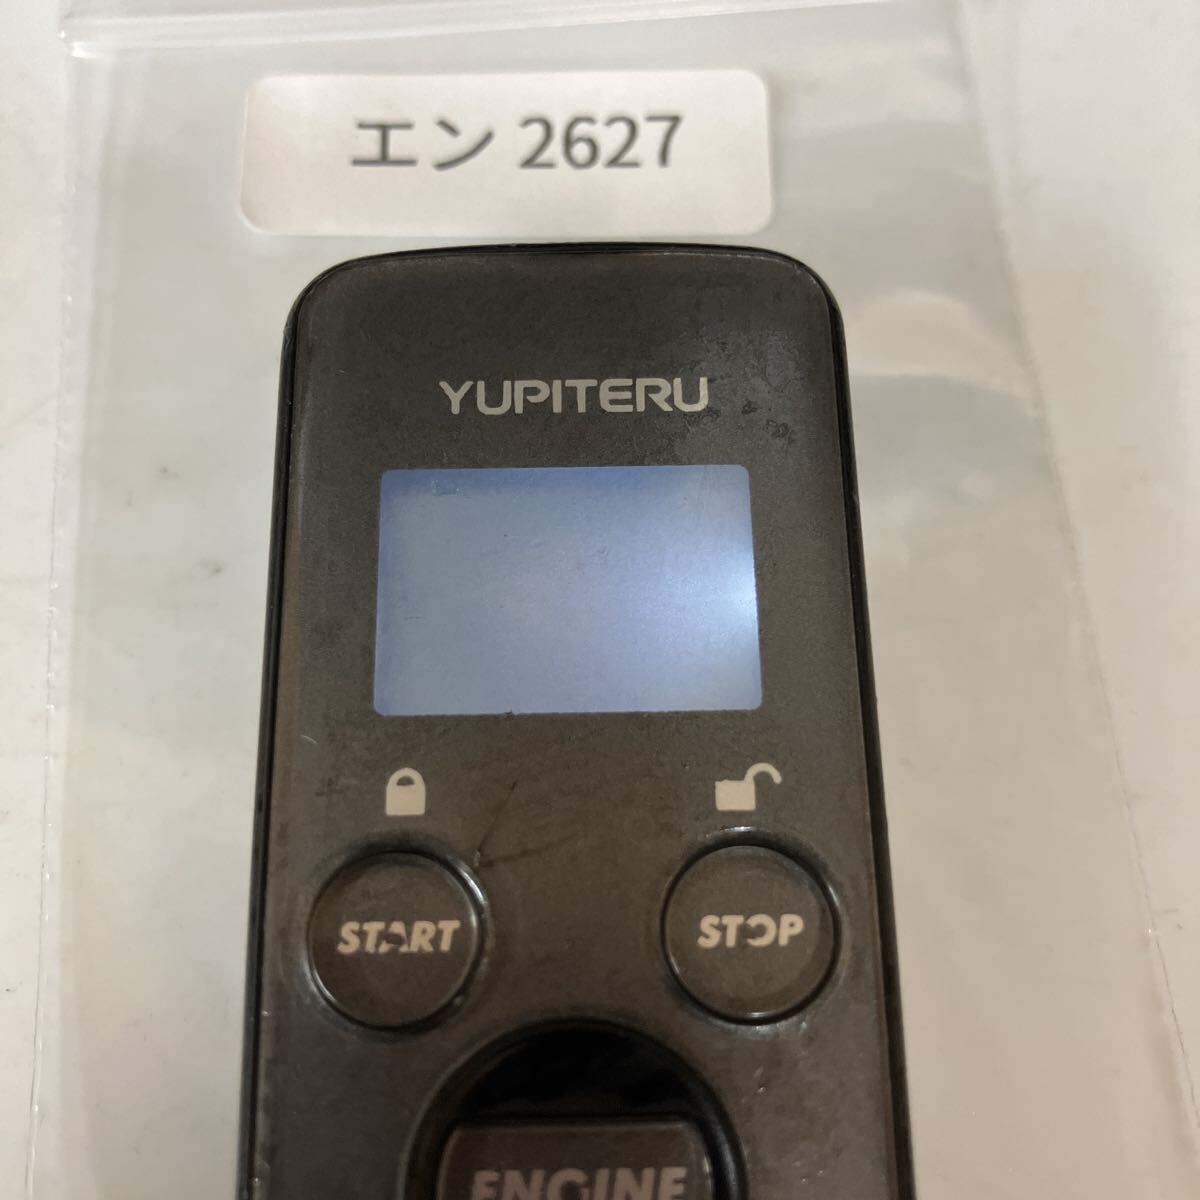 エン 2627
YUPITERU
START
STOP
ENGINE